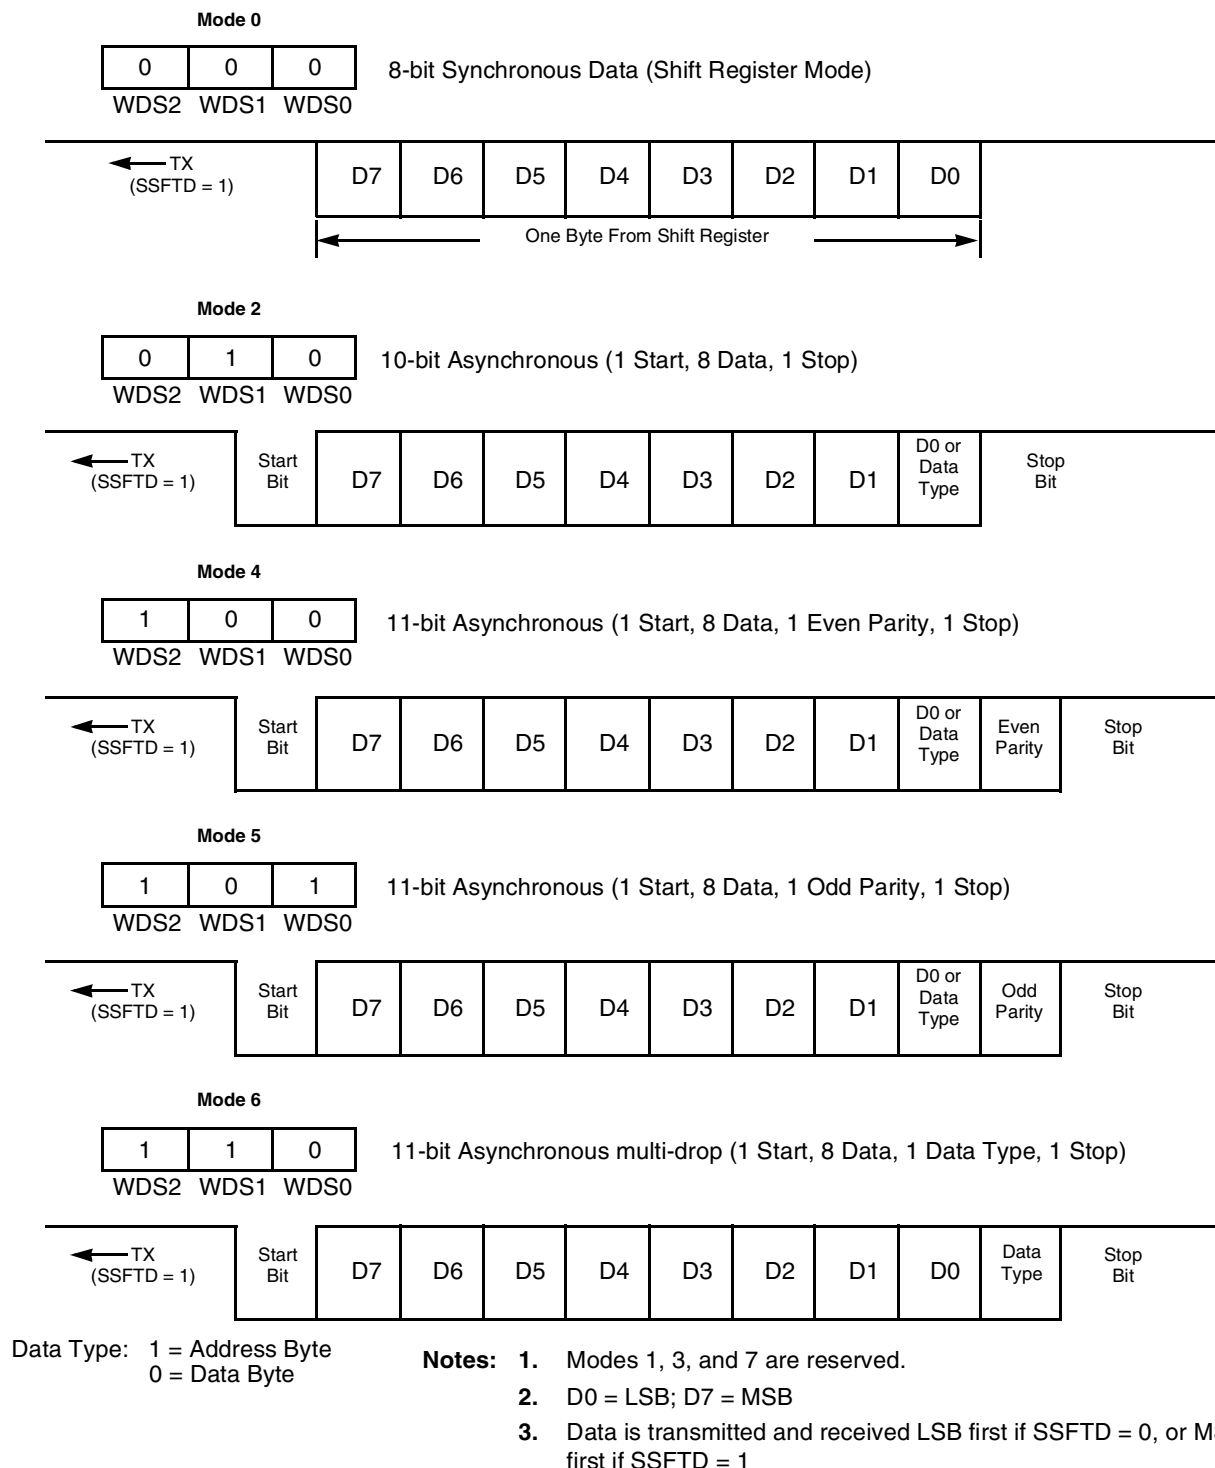 Mode 0
0 0 0
8-bit Synchronous Data (Shift Register Mode)
WDS2 WDS1 WDS0
TX
(SSFTD = 1)
D7 D6 D5 D4 D3 D2 D1 D0
One Byte From Shift Register
Mode 2
0 1 0
10-bit Asynchronous (1 Start, 8 Data, 1 Stop)
WDS2 WDS1 WDS0
TX
(SSFTD = 1)
Start
Bit
D7 D6 D5 D4 D3 D2 D1
D0 or
Data
Type
Stop
Bit
Mode 4
1 0 0
11-bit Asynchronous (1 Start, 8 Data, 1 Even Parity, 1 Stop)
WDS2 WDS1 WDS0
TX
(SSFTD = 1)
Start
Bit
D7 D6 D5 D4 D3 D2 D1
D0 or
Data
Type
Even
Parity
Stop
Bit
Mode 5
1 0 1
11-bit Asynchronous (1 Start, 8 Data, 1 Odd Parity, 1 Stop)
WDS2 WDS1 WDS0
TX
(SSFTD = 1)
Start
Bit
D7 D6 D5 D4 D3 D2 D1
D0 or
Data
Type
Odd
Parity
Stop
Bit
Mode 6
1 1 0
11-bit Asynchronous multi-drop (1 Start, 8 Data, 1 Data Type, 1 Stop)
WDS2 WDS1 WDS0
TX
(SSFTD = 1)
Start
Bit
D7 D6 D5 D4 D3 D2 D1 D0
Data
Type
Stop
Bit
Data Type: 1 = Address Byte
0 = Data Byte
Notes: 1. Modes 1, 3, and 7 are reserved.
2. D0 = LSB; D7 = MSB
3. Data is transmitted and received LSB first if SSFTD = 0, or
first if SSFTD = 1